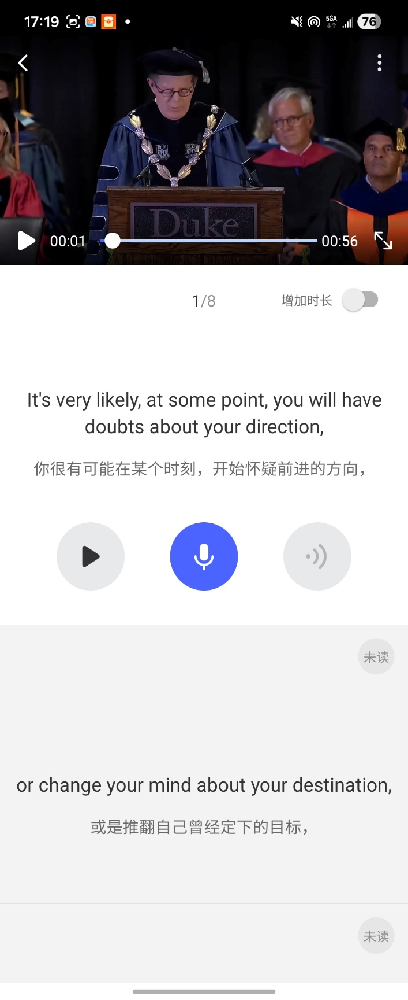 17:19
5GA
76
Duke
00:01
00:56
1/8
增加时长
It's very likely, at some point, you will have
doubts about your direction,
你很有可能在某个时刻，开始怀疑前进的方向，
未读
or change your mind about your destination,
或是推翻自己曾经定下的目标，
未读